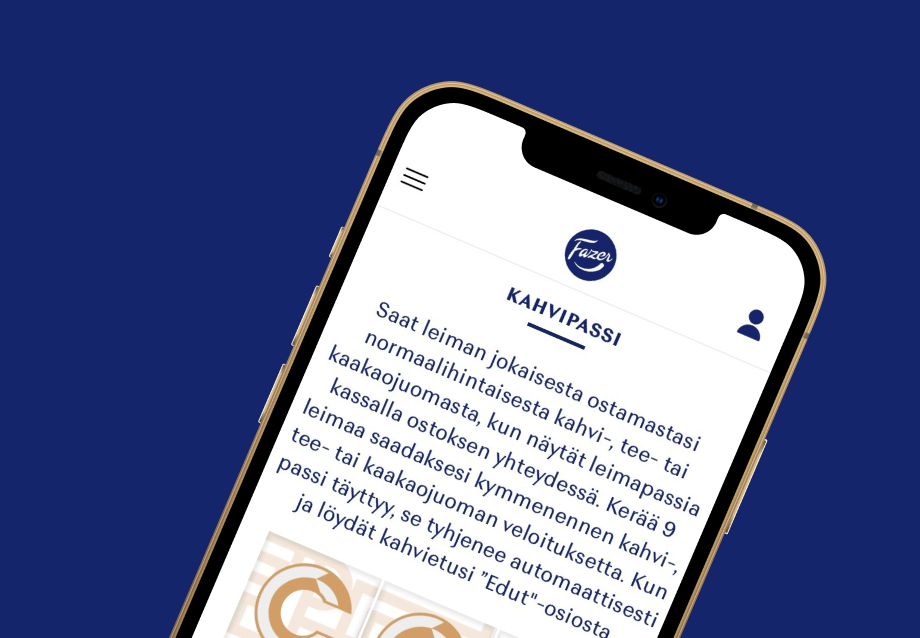 Fazer
KAHVIPASSI
Saat leiman jokaisesta ostamastasi
normaalihintaisesta kahvi-, tee- tai
kaakaojuomasta, kun näytät leimapassia
kassalla ostoksen yhteydessä. Kerää 9
leimaa saadaksesi kymmenennen kahvi-,
tee- tai kaakaojuoman veloituksetta. Kun
passi täyttyy, se tyhjenee automaattisesti
ja löydät kahvietusi ”Edut"-osiosta